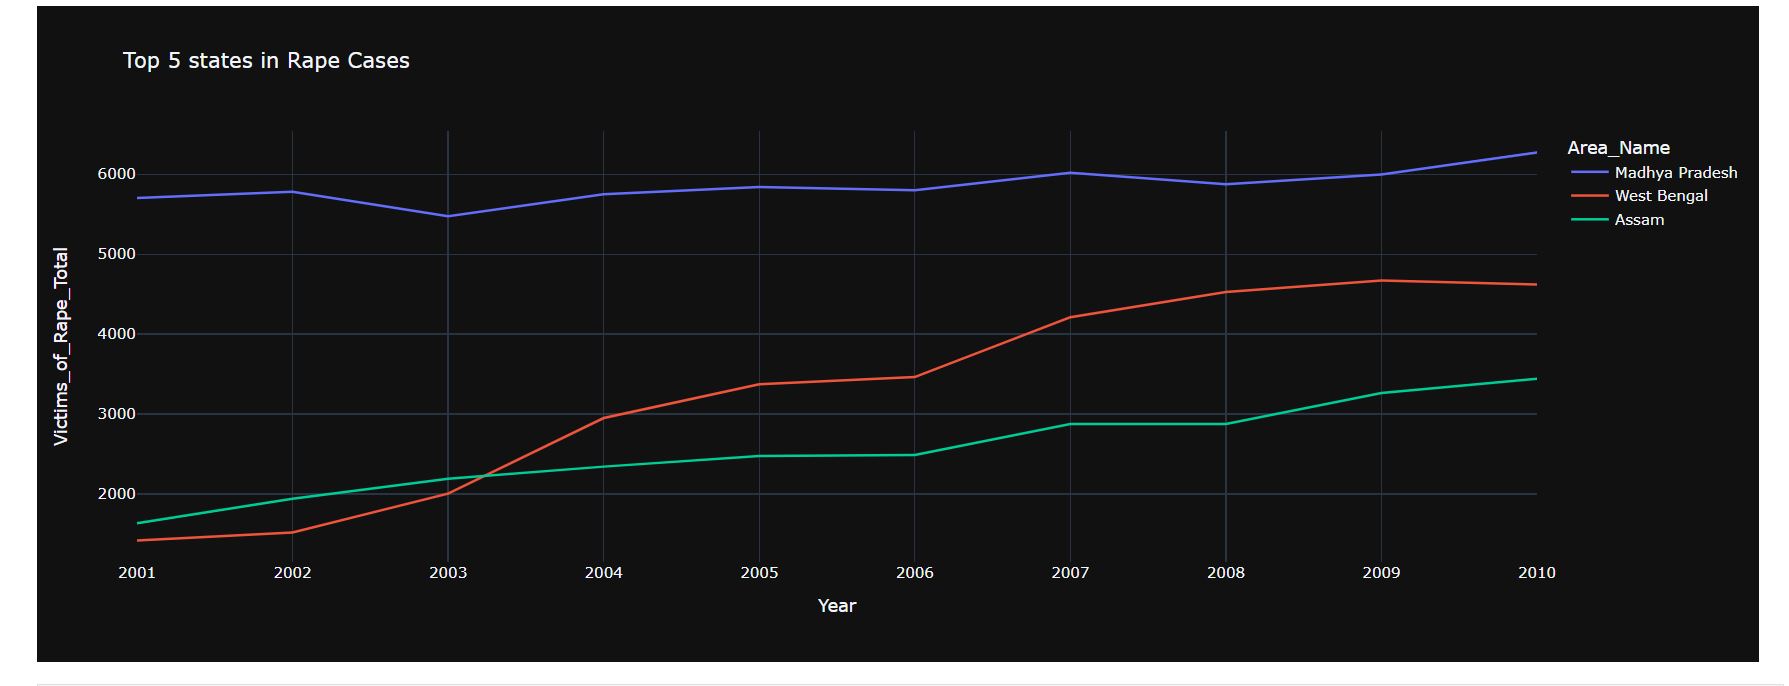 Top 5 states in Rape Cases
Victims_of_Rape_Total
6000
5000
4000
3000
2000
2001 2002 2003 2004 2005 2006 2007 2008 2009 2010
Year
Area_Name
Madhya Pradesh
West Bengal
Assam